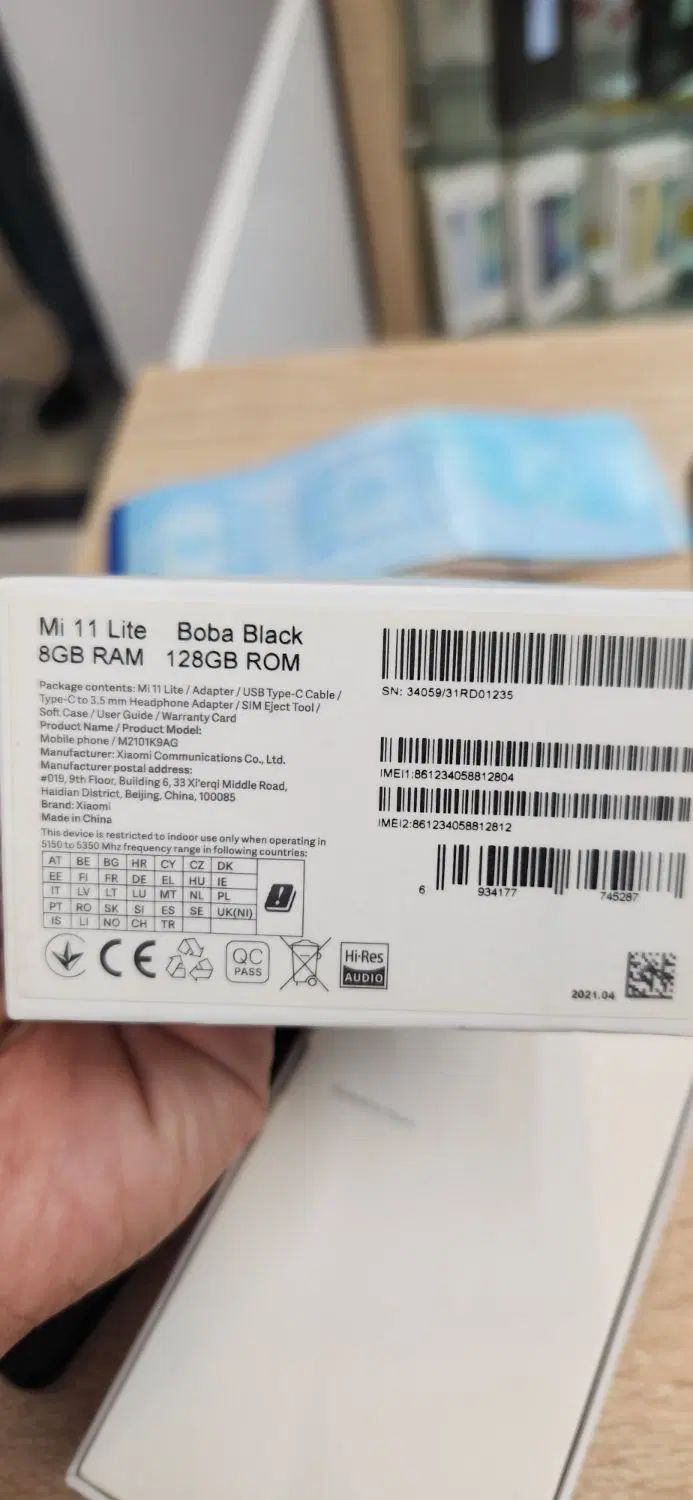 Mi 11 Lite Boba Black
8GB RAM 128GB ROM
Package contents: Mi 11 Lite / Adapter / USB Type-C Cable /
Type-C to 3.5 mm Headphone Adapter / SIM Eject Tool /
Soft Case / User Guide / Warranty Card
Product Name / Product Model:
Mobile phone / M2101K9AG
Manufacturer: Xiaomi Communications Co., Ltd.
Manufacturer postal address:
#019, 9th Floor, Building 6, 33 Xi'erqi Middle Road,
Haidian District, Beijing, China, 100085
Brand: Xiaomi
Made in China
This device is restricted to indoor use only when operating in
5150 to 5350 Mhz frequency range in following countries:
AT BE BG HR CY CZ DK
EE FI FR DE EL HU IE
IT LV LT LU MT NL PL
PT RO SK SI ES SE UK(NI)
IS LI NO CH TR
CE
QC
PASS
Hi-Res
AUDIO
SN: 34059/31RD01235
IMEI1:861234058812804
IMEI2:861234058812812
6 934177 745287
2021.04